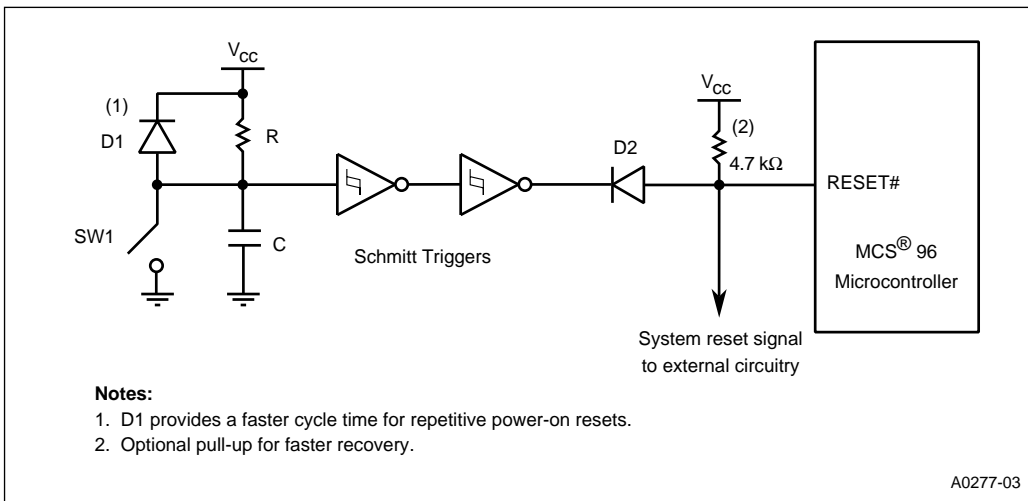 VCC
(1)
D1
R
SW1
C
Schmitt Triggers
D2
VCC
(2)
4.7 kΩ
RESET#
MCS® 96
Microcontroller
System reset signal
to external circuitry
Notes:
1. D1 provides a faster cycle time for repetitive power-on resets.
2. Optional pull-up for faster recovery.
A0277-03